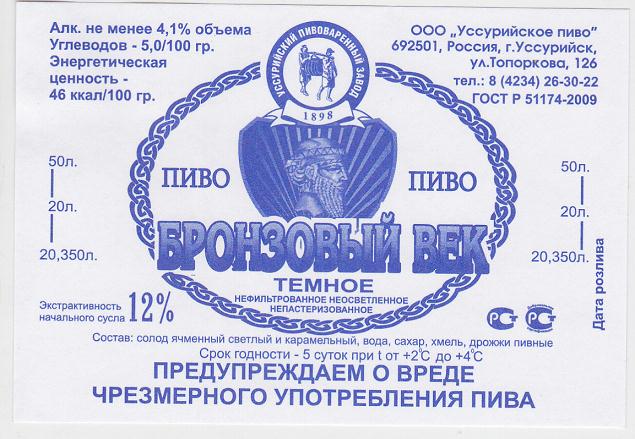 Алк. не менее 4,1% объема
Углеводов - 5,0/100 гр.
Энергетическая
ценность -
46 ккал/100 гр.
УССУРИЙСКИЙ ПИВОВАРЕННЫЙ ЗАВОД
1898
ООО „Уссурийское пиво"
692501, Россия, г.Уссурийск,
ул.Топоркова, 126
тел.: 8 (4234) 26-30-22
ГОСТ Р 51174-2009
50л.
20л.
20,350л.
ПИВО
ПИВО
50л.
20л.
20,350л.
БРОНЗОВЫЙ ВЕК
ТЕМНОЕ
НЕФИЛЬТРОВАННОЕ НЕОСВЕТЛЕННОЕ
НЕПАСТЕРИЗОВАННОЕ
Экстрактивность
начального сусла 12%
Дата розлива
Состав: солод ячменный светлый и карамельный, вода, сахар, хмель, дрожжи пивные
Срок годности - 5 суток при t от +2°С до +4°С
ПРЕДУПРЕЖДАЕМ О ВРЕДЕ
ЧРЕЗМЕРНОГО УПОТРЕБЛЕНИЯ ПИВА